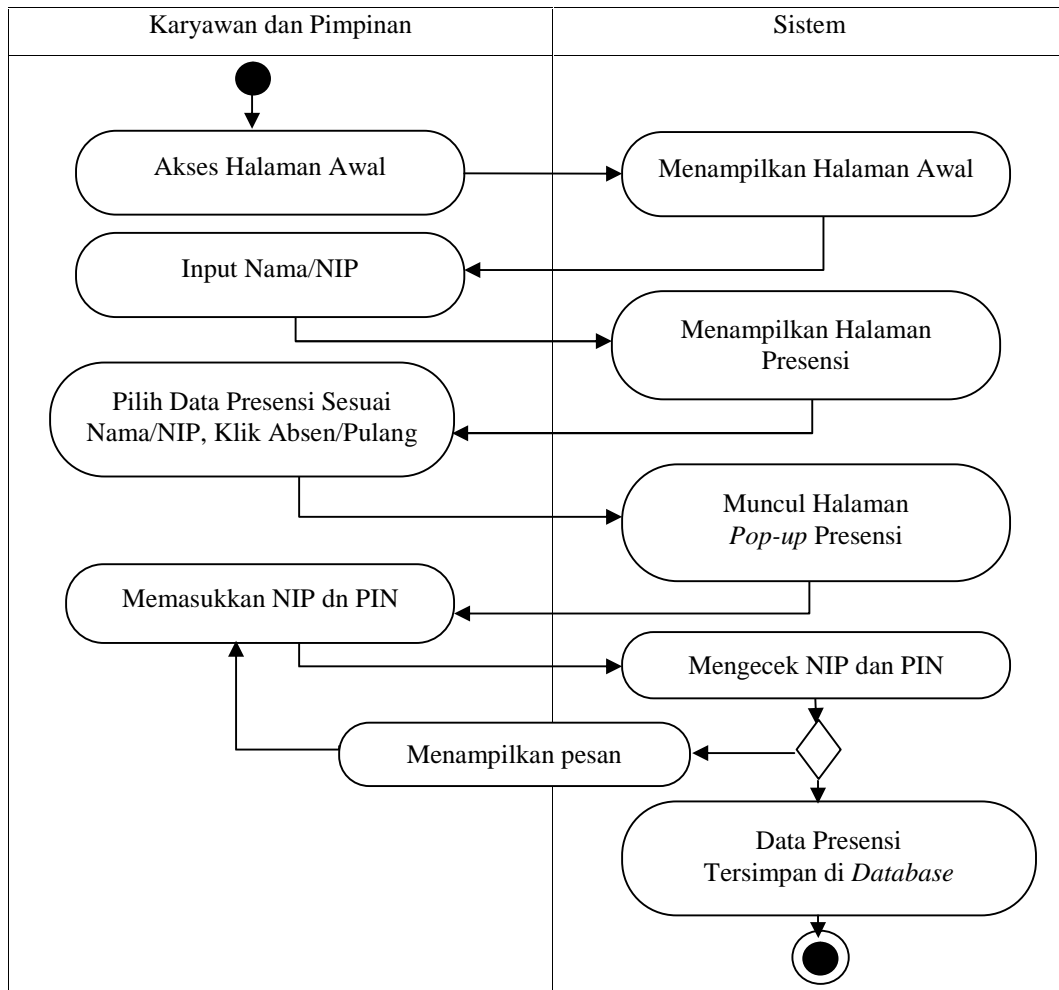 Karyawan dan Pimpinan
Sistem
Akses Halaman Awal
Menampilkan Halaman Awal
Input Nama/NIP
Menampilkan Halaman
Presensi
Pilih Data Presensi Sesuai
Nama/NIP, Klik Absen/Pulang
Muncul Halaman
Pop-up Presensi
Memasukkan NIP dn PIN
Mengecek NIP dan PIN
Menampilkan pesan
Data Presensi
Tersimpan di Database